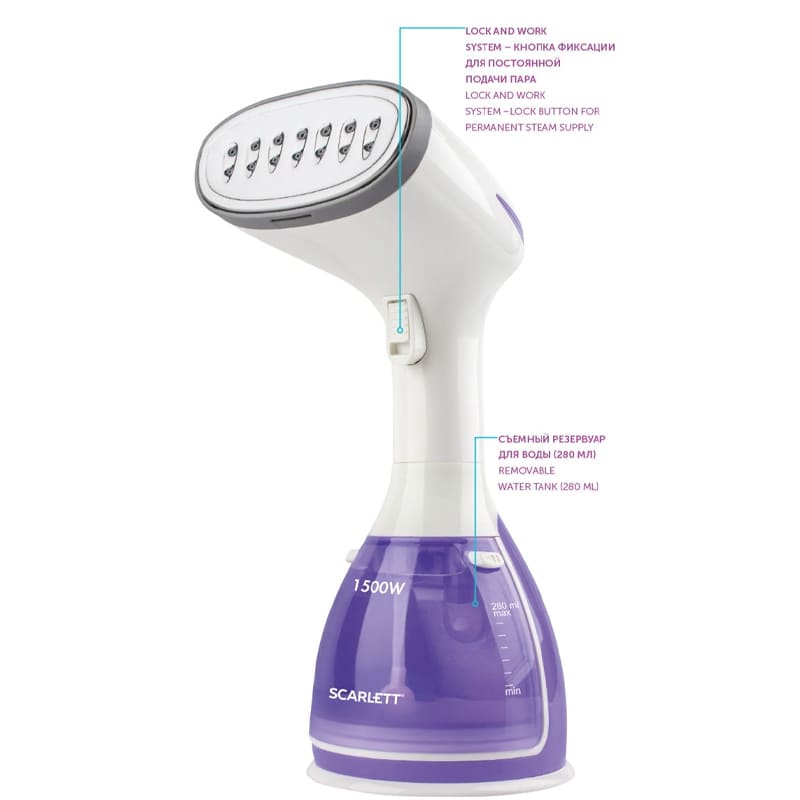 LOCK AND WORK
SYSTEM – КНОПКА ФИКСАЦИИ
ДЛЯ ПОСТОЯННОЙ
ПОДАЧИ ПАРА
LOCK AND WORK
SYSTEM –LOCK BUTTON FOR
PERMANENT STEAM SUPPLY
СЪЕМНЫЙ РЕЗЕРВУАР
ДЛЯ ВОДЫ (280 МЛ)
REMOVABLE
WATER TANK (280 ML)
1500W
280 ml
max
min
SCARLETT